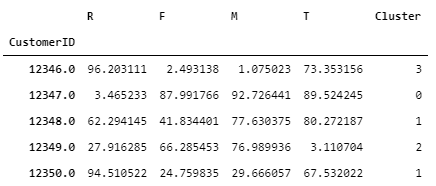 R F M T Cluster
CustomerID
12346.0 96.203111 2.493138 1.075023 73.353156 3
12347.0 3.465233 87.991766 92.726441 89.524245 0
12348.0 62.294145 41.834401 77.630375 80.272187 1
12349.0 27.916285 66.285453 76.989936 3.110704 2
12350.0 94.510522 24.759835 29.666057 67.532022 1